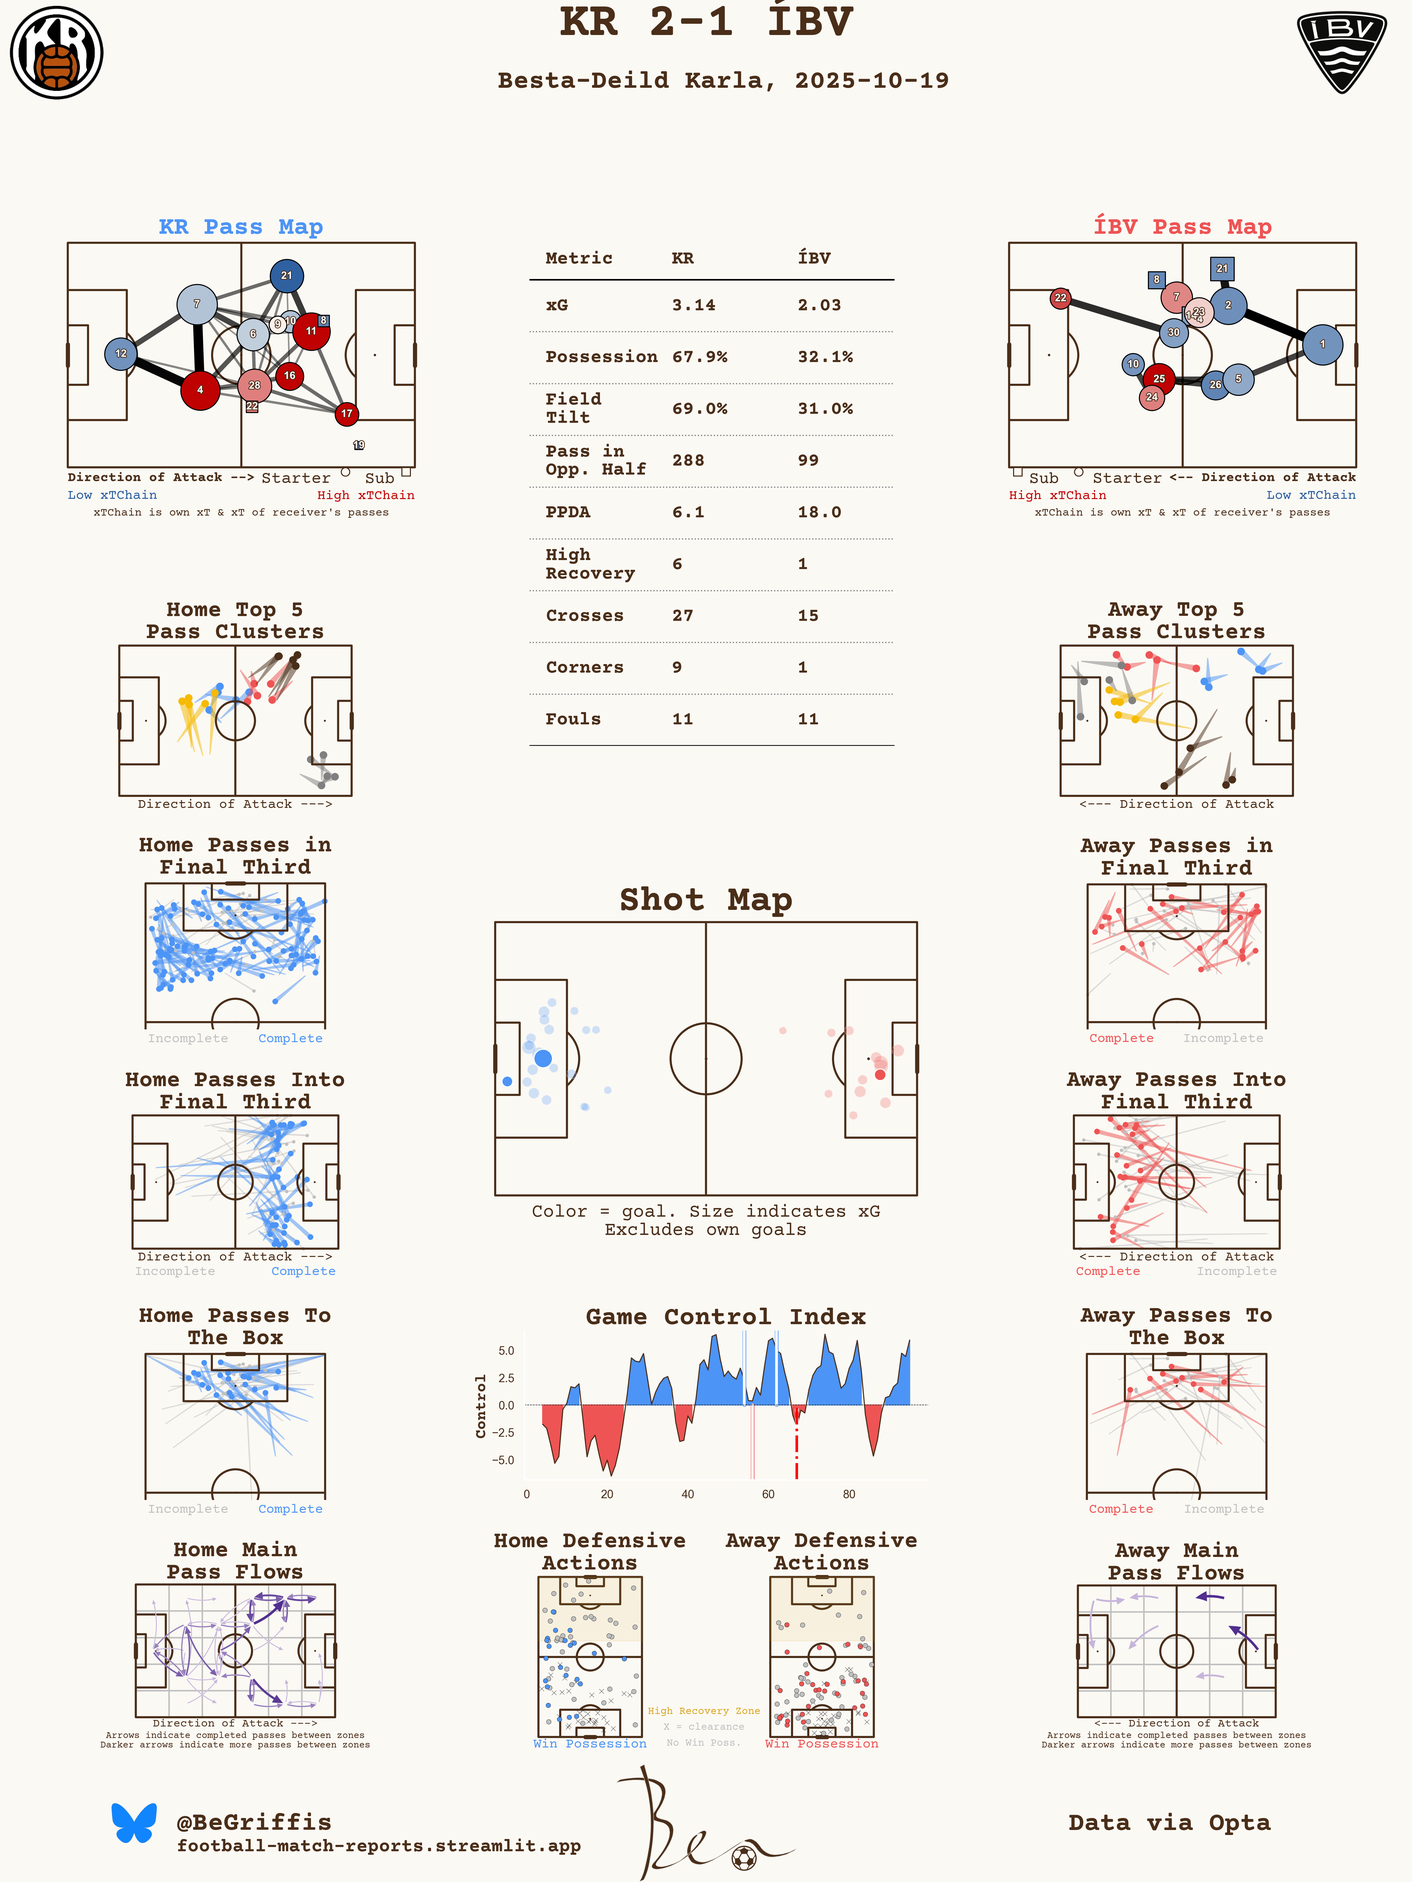 KR 2-1 ÍBV
Besta-Deild Karla, 2025-10-19
KR
ÍBV
KR Pass Map
21
7
10
8
9
11
6
12
16
28
4
22
17
19
Direction of Attack --> Starter Sub
Low xTChain High xTChain
xTChain is own xT & xT of receiver's passes
Metric KR ÍBV
xG 3.14 2.03
Possession 67.9% 32.1%
Field
Tilt 69.0% 31.0%
Pass in
Opp. Half 288 99
PPDA 6.1 18.0
High
Recovery 6 1
Crosses 27 15
Corners 9 1
Fouls 11 11
ÍBV Pass Map
21
8
22
7
2
23
30
1
10
25
26
5
24
Sub Starter <-- Direction of Attack
High xTChain Low xTChain
xTChain is own xT & xT of receiver's passes
Home Top 5
Pass Clusters
Direction of Attack --->
Away Top 5
Pass Clusters
<--- Direction of Attack
Home Passes in
Final Third
Incomplete Complete
Away Passes in
Final Third
Complete Incomplete
Shot Map
Color = goal. Size indicates xG
Excludes own goals
Home Passes Into
Final Third
Direction of Attack --->
Incomplete Complete
Away Passes Into
Final Third
<--- Direction of Attack
Complete Incomplete
Home Passes To
The Box
Incomplete Complete
Game Control Index
Control
5.0
2.5
0.0
−2.5
−5.0
0 20 40 60 80
Away Passes To
The Box
Complete Incomplete
Home Main
Pass Flows
Direction of Attack --->
Arrows indicate completed passes between zones
Darker arrows indicate more passes between zones
Home Defensive
Actions
Win Possession
Away Defensive
Actions
Win Possession
High Recovery Zone
X = clearance
No Win Poss.
Away Main
Pass Flows
<--- Direction of Attack
Arrows indicate completed passes between zones
Darker arrows indicate more passes between zones
@BeGriffis
football-match-reports.streamlit.app
Ben
Data via Opta